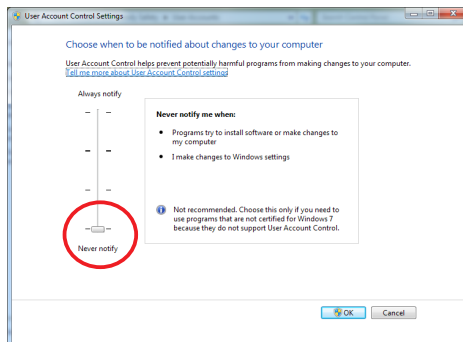 User Account Control Settings
Choose when to be notified about changes to your computer
User Account Control helps prevent potentially harmful programs from making changes to your computer.
Tell me more about User Account Control settings
Always notify
Never notify me when:
Programs try to install software or make changes to
my computer
I make changes to Windows settings
Not recommended. Choose this only if you need to
use programs that are not certified for Windows 7
because they do not support User Account Control.
Never notify
OK
Cancel